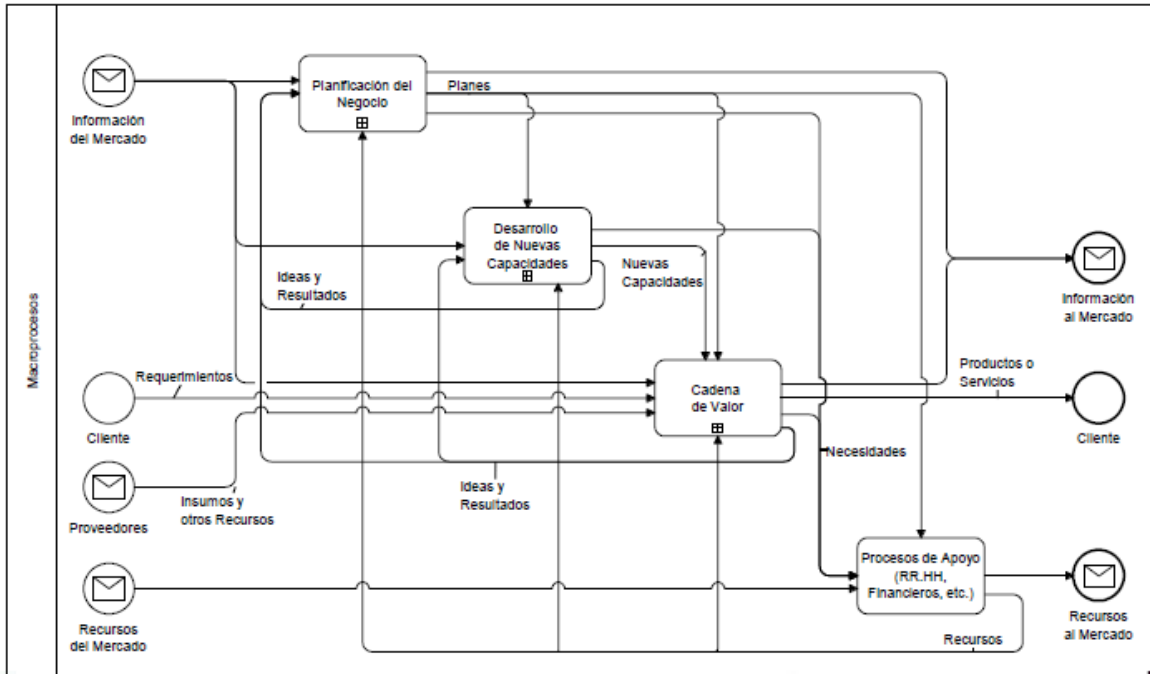 Macroprocesos
Información
del Mercado
Planificación del
Negocio
Planes
Desarrollo
de Nuevas
Capacidades
Ideas y
Resultados
Nuevas
Capacidades
Información
al Mercado
Requerimientos
Cliente
Cadena
de Valor
Productos o
Servicios
Cliente
Necesidades
Insumos y
otros Recursos
Proveedores
Ideas y
Resultados
Procesos de Apoyo
(RR.HH,
Financieros, etc.)
Recursos
del Mercado
Recursos
Recursos
al Mercado